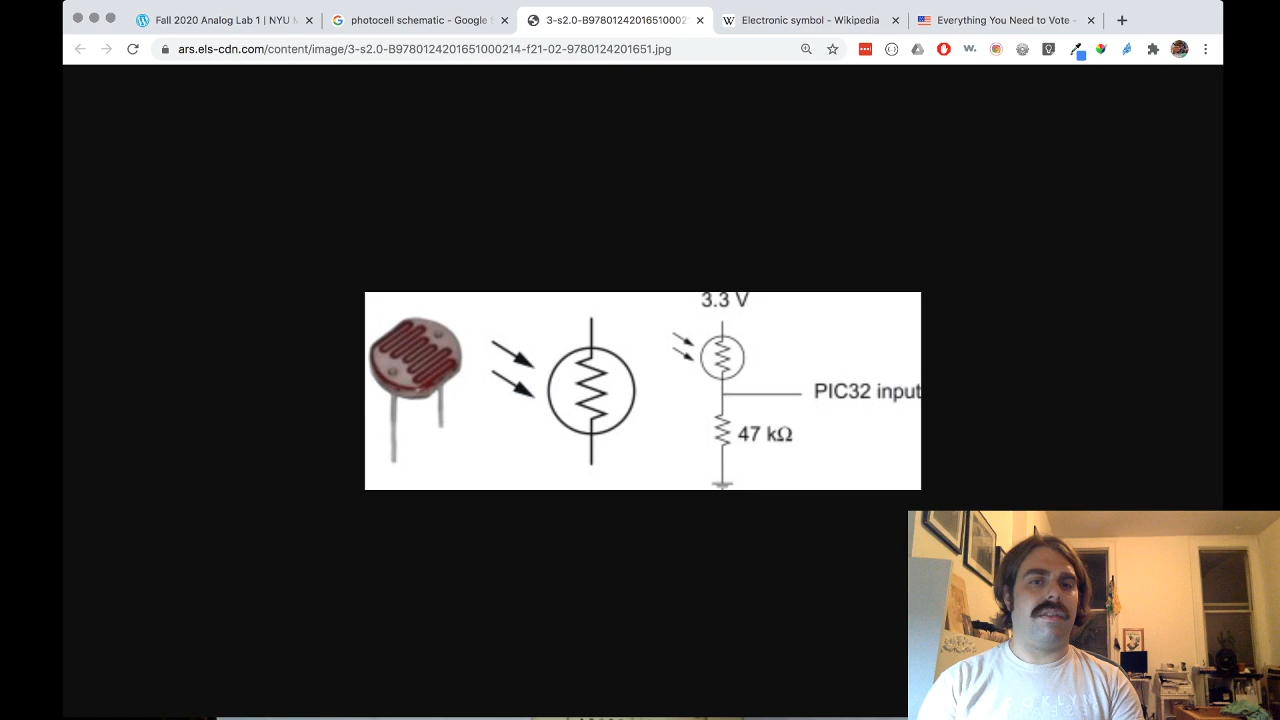 Fall 2020 Analog Lab 1 | NYU
photocell schematic - Google
3-s2.0-B9780124201651000
Electronic symbol - Wikipedia
Everything You Need to Vote -
ars.els-cdn.com/content/image/3-s2.0-B9780124201651000214-f21-02-9780124201651.jpg
3.3 V
PIC32 input
47 kΩ